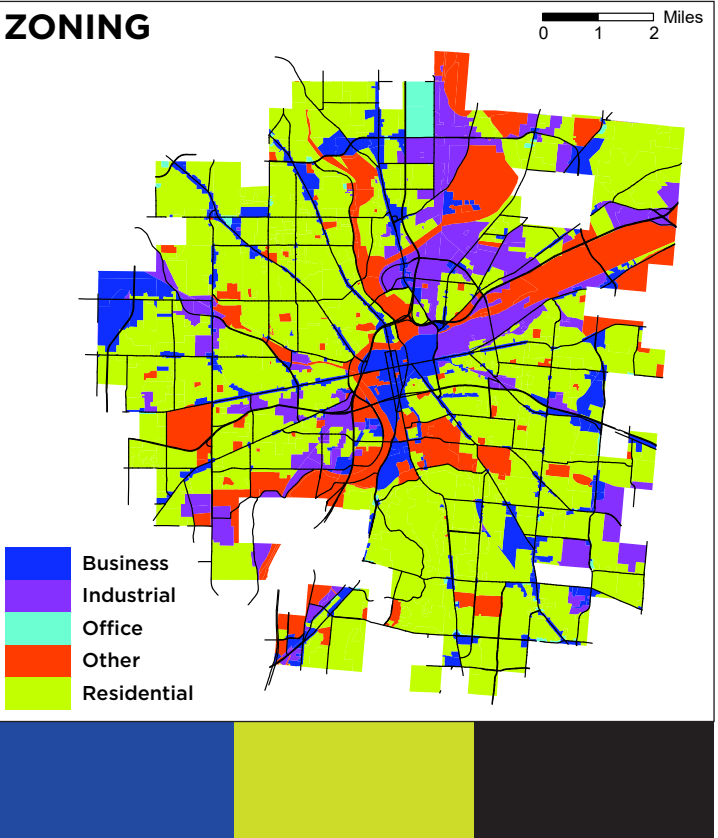 ZONING
Miles
0 1 2
Business
Industrial
Office
Other
Residential